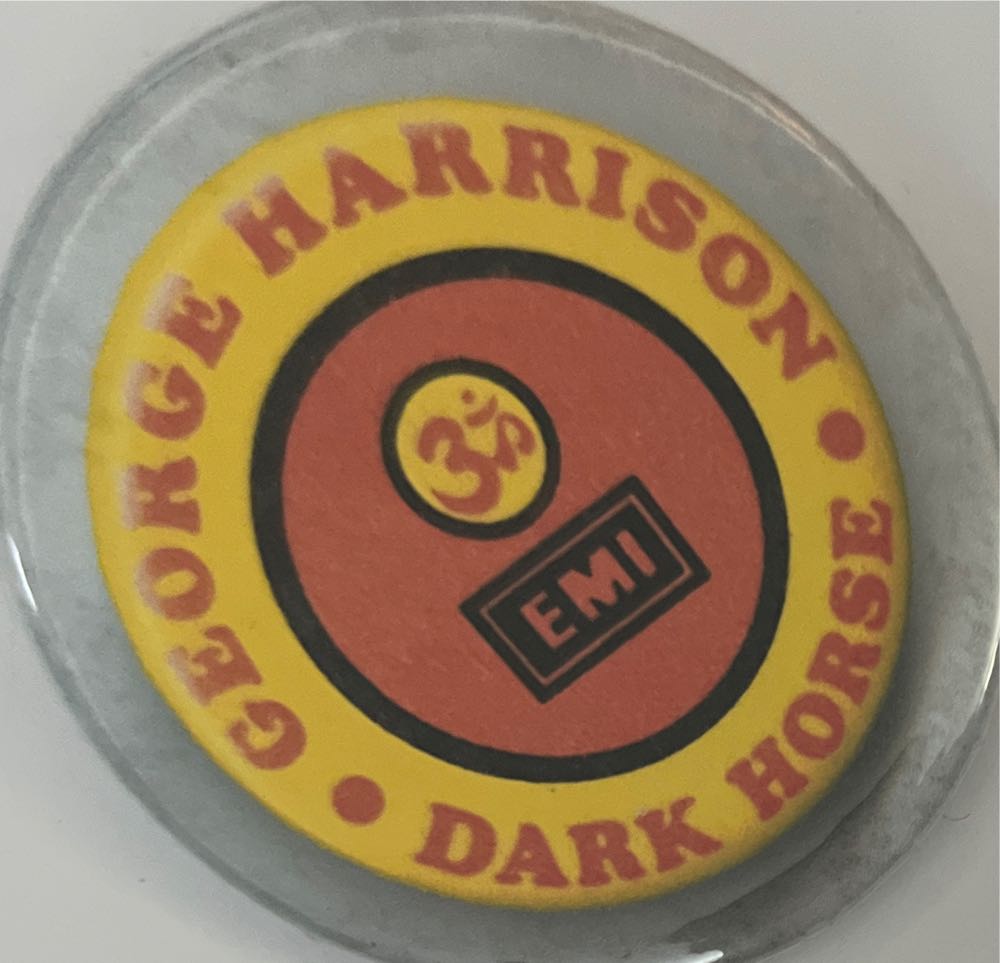 GEORGE HARRISON • DARK HORSE •
ॐ
EMI